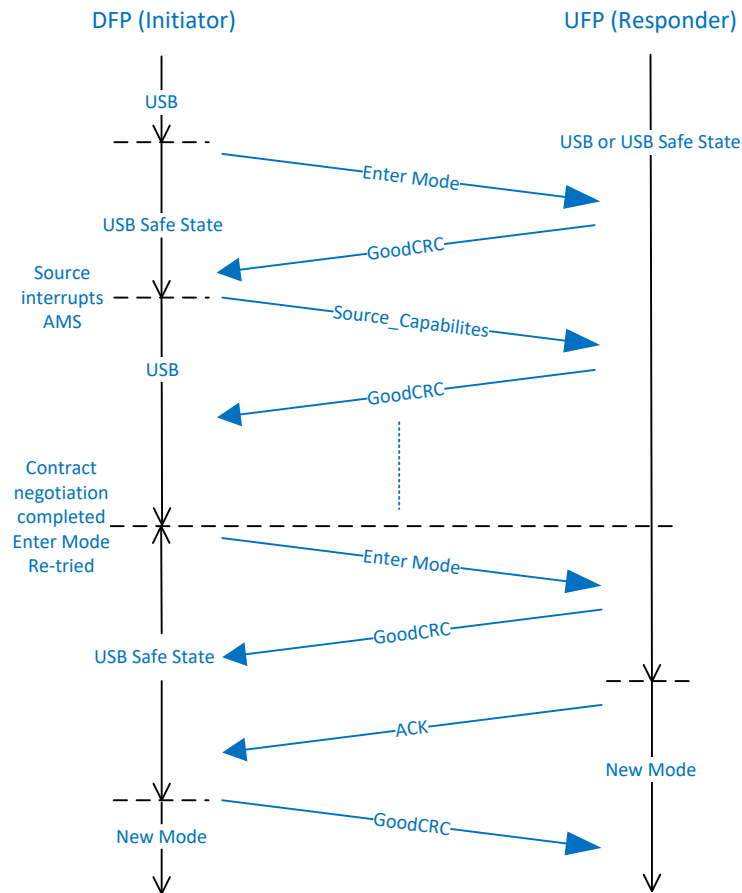 DFP (Initiator)
UFP (Responder)
USB
USB or USB Safe State
Enter Mode
USB Safe State
GoodCRC
Source
interrupts
AMS
Source_Capabilites
USB
GoodCRC
Contract
negotiation
completed
Enter Mode
Re-tried
Enter Mode
GoodCRC
USB Safe State
ACK
New Mode
GoodCRC
New Mode